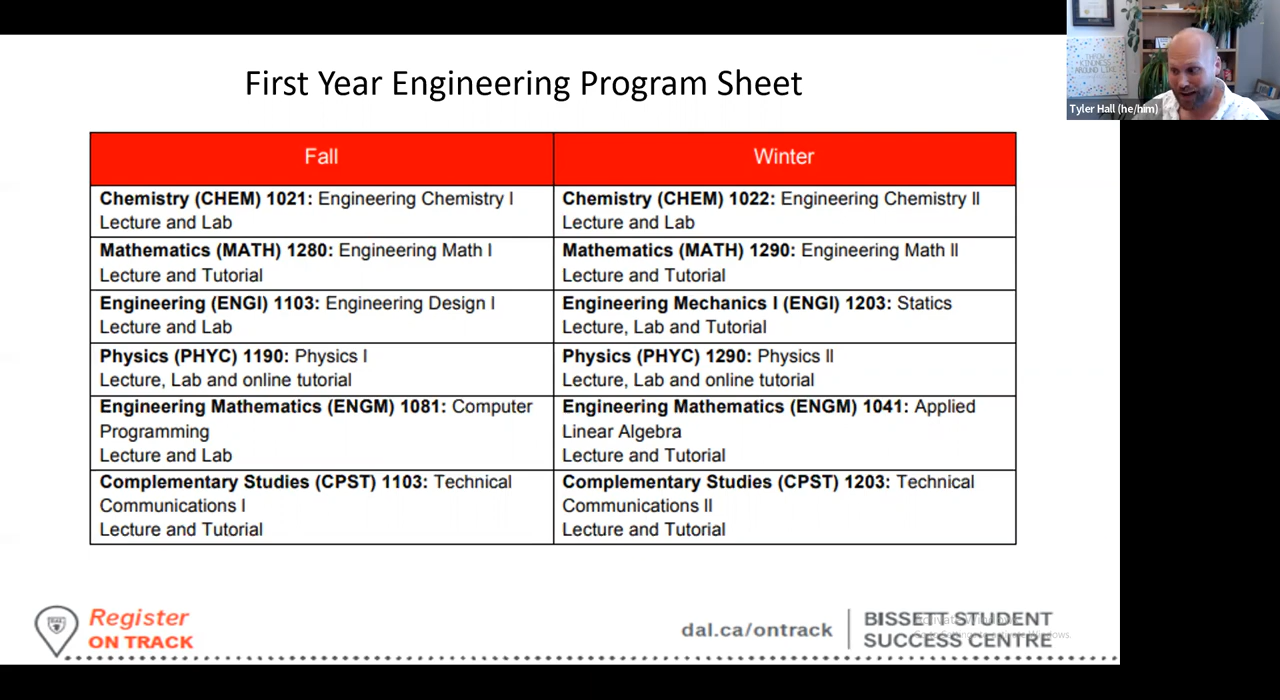 First Year Engineering Program Sheet
Tyler Hall (he/him)
Fall
Winter
Chemistry (CHEM) 1021: Engineering Chemistry I
Lecture and Lab
Chemistry (CHEM) 1022: Engineering Chemistry II
Lecture and Lab
Mathematics (MATH) 1280: Engineering Math I
Lecture and Tutorial
Mathematics (MATH) 1290: Engineering Math II
Lecture and Tutorial
Engineering (ENGI) 1103: Engineering Design I
Lecture and Lab
Engineering Mechanics I (ENGI) 1203: Statics
Lecture, Lab and Tutorial
Physics (PHYC) 1190: Physics I
Lecture, Lab and online tutorial
Physics (PHYC) 1290: Physics II
Lecture, Lab and online tutorial
Engineering Mathematics (ENGM) 1081: Computer
Programming
Lecture and Lab
Engineering Mathematics (ENGM) 1041: Applied
Linear Algebra
Lecture and Tutorial
Complementary Studies (CPST) 1103: Technical
Communications I
Lecture and Tutorial
Complementary Studies (CPST) 1203: Technical
Communications II
Lecture and Tutorial
Register
ON TRACK
dal.ca/ontrack
BISSETT STUDENT
SUCCESS CENTRE